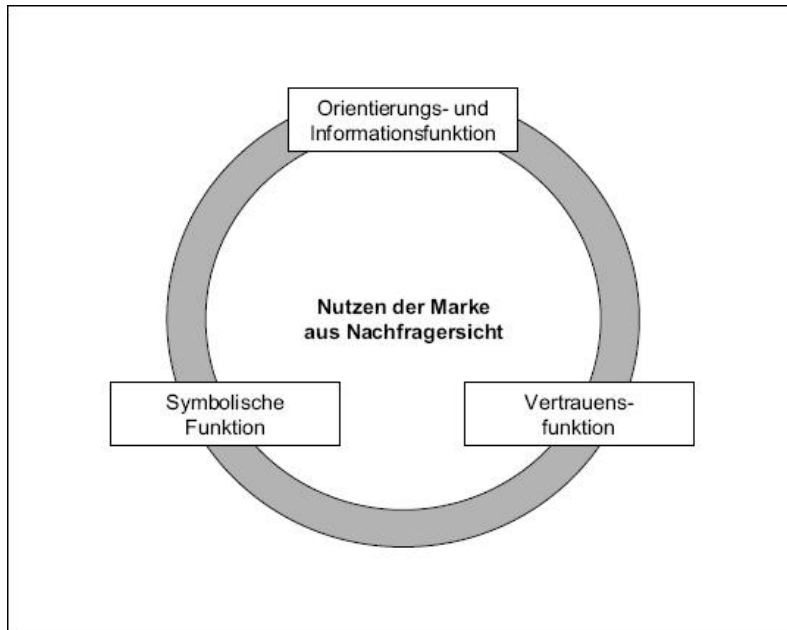 Orientierungs- und
Informationsfunktion
Nutzen der Marke
aus Nachfragersicht
Symbolische
Funktion
Vertrauens-
funktion